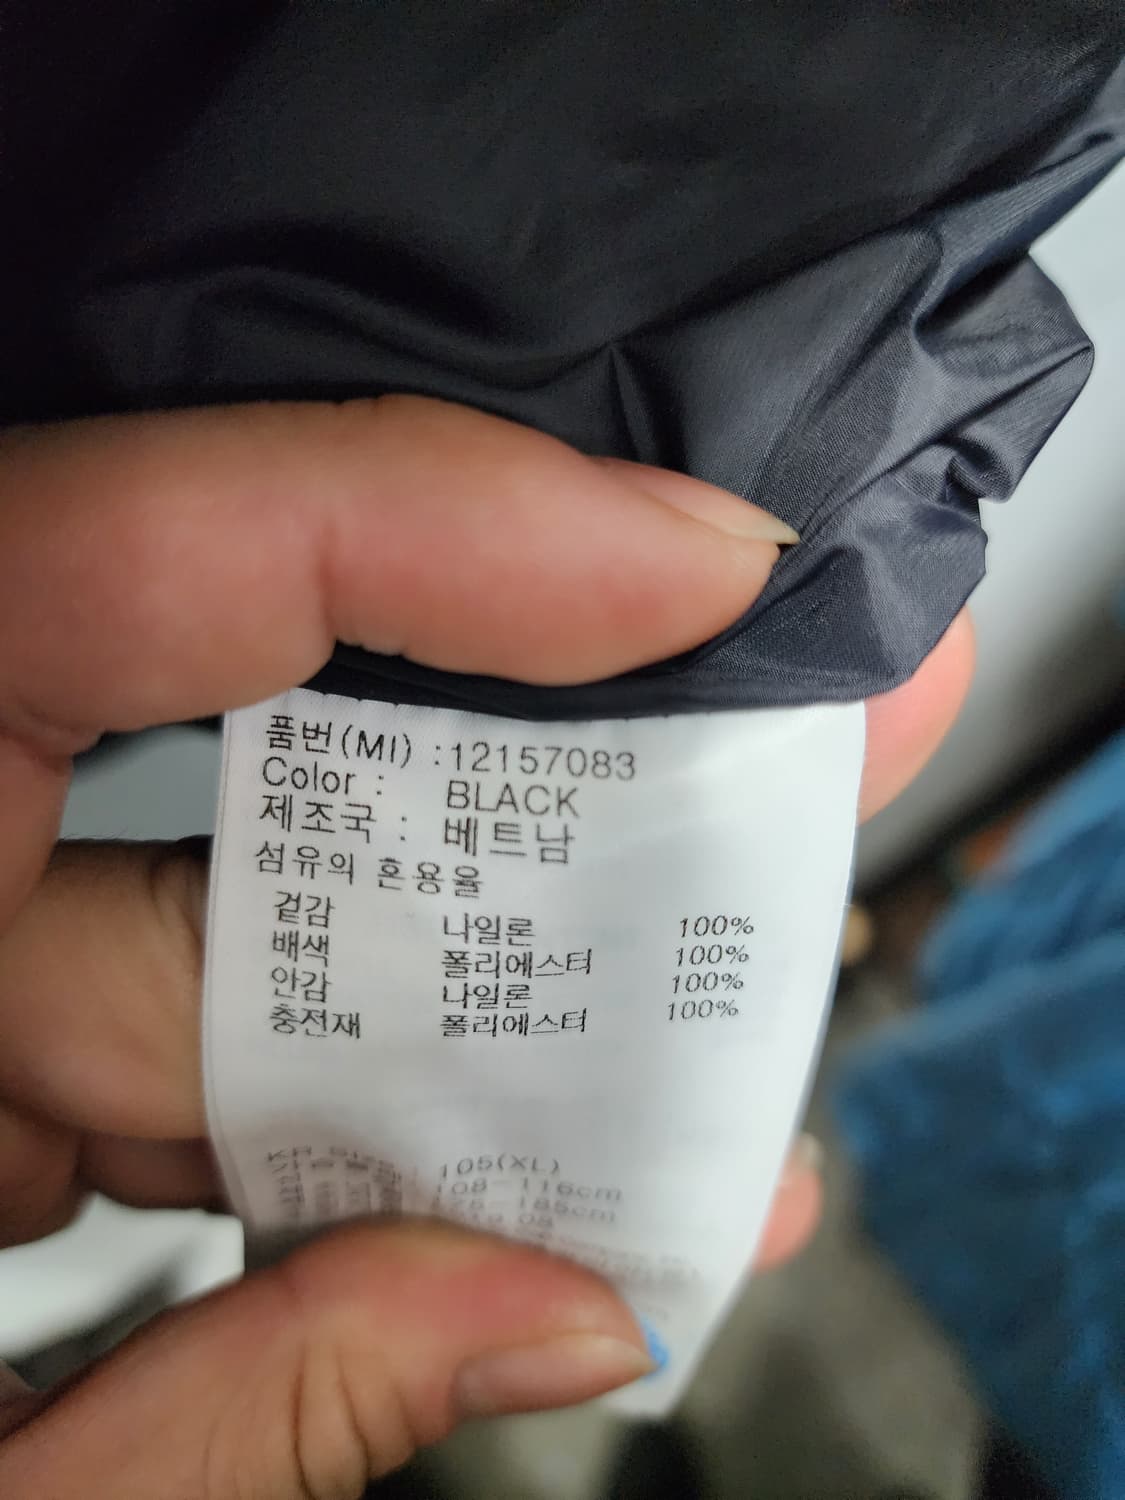 품번(MI) :12157083
Color : BLACK
제조국 : 베트남
섬유의 혼용율
겉감 나일론 100%
배색 폴리에스터 100%
안감 나일론 100%
충전재 폴리에스터 100%
105(XL)
108-116cm
175-185cm